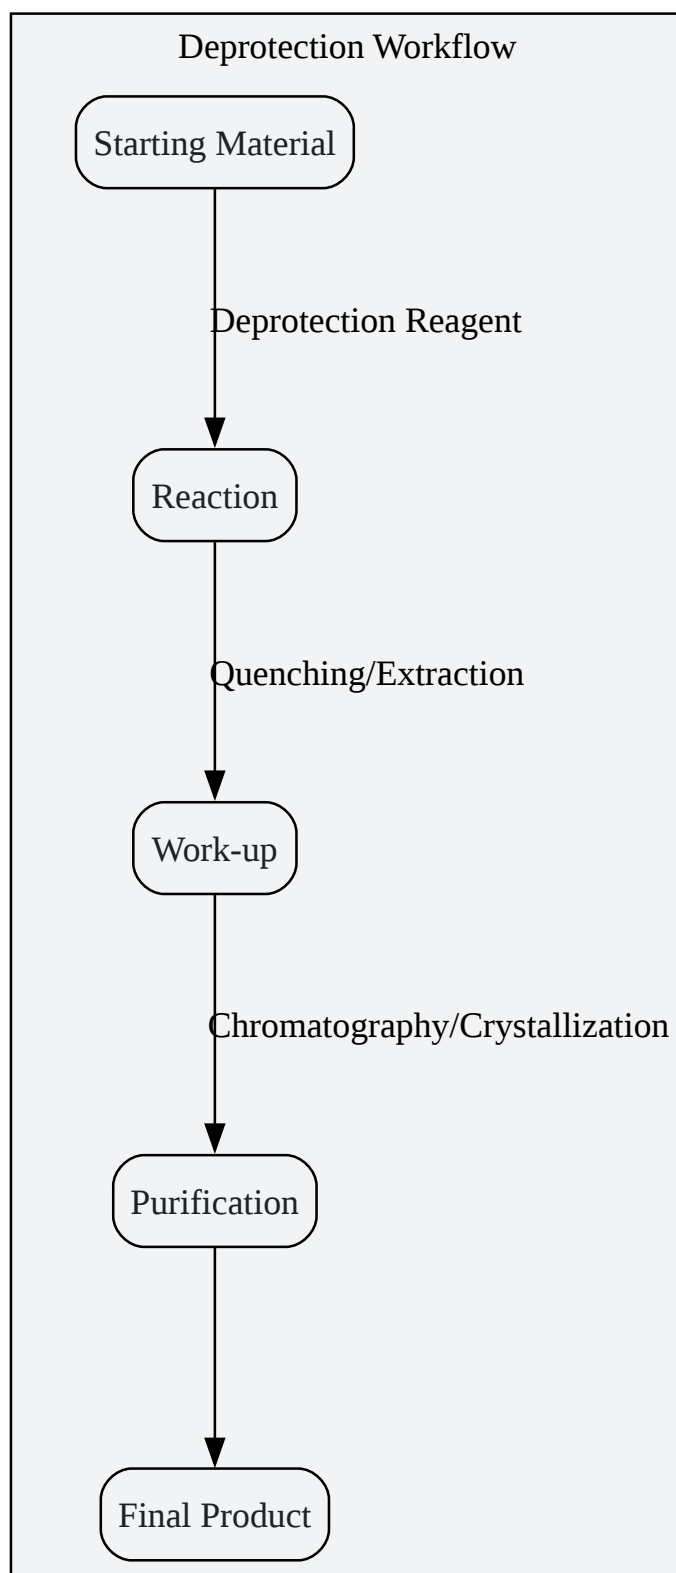 Deprotection Workflow
Starting Material
Deprotection Reagent
Reaction
Quenching/Extraction
Work-up
Chromatography/Crystallization
Purification
Final Product